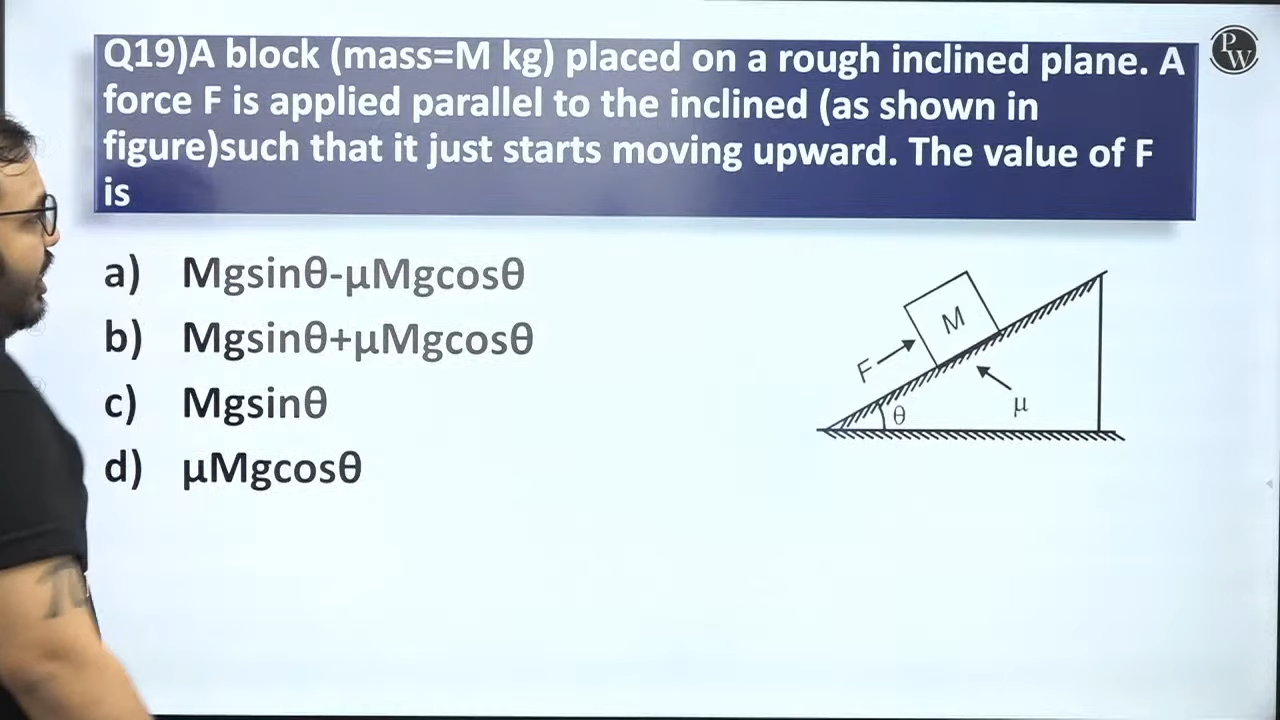 PW
Q19)A block (mass=M kg) placed on a rough inclined plane. A
force F is applied parallel to the inclined (as shown in
figure)such that it just starts moving upward. The value of F
is
a) Mgsinθ-μMgcosθ
b) Mgsinθ+μMgcosθ
c) Mgsinθ
d) μMgcosθ
M
F
θ
μ